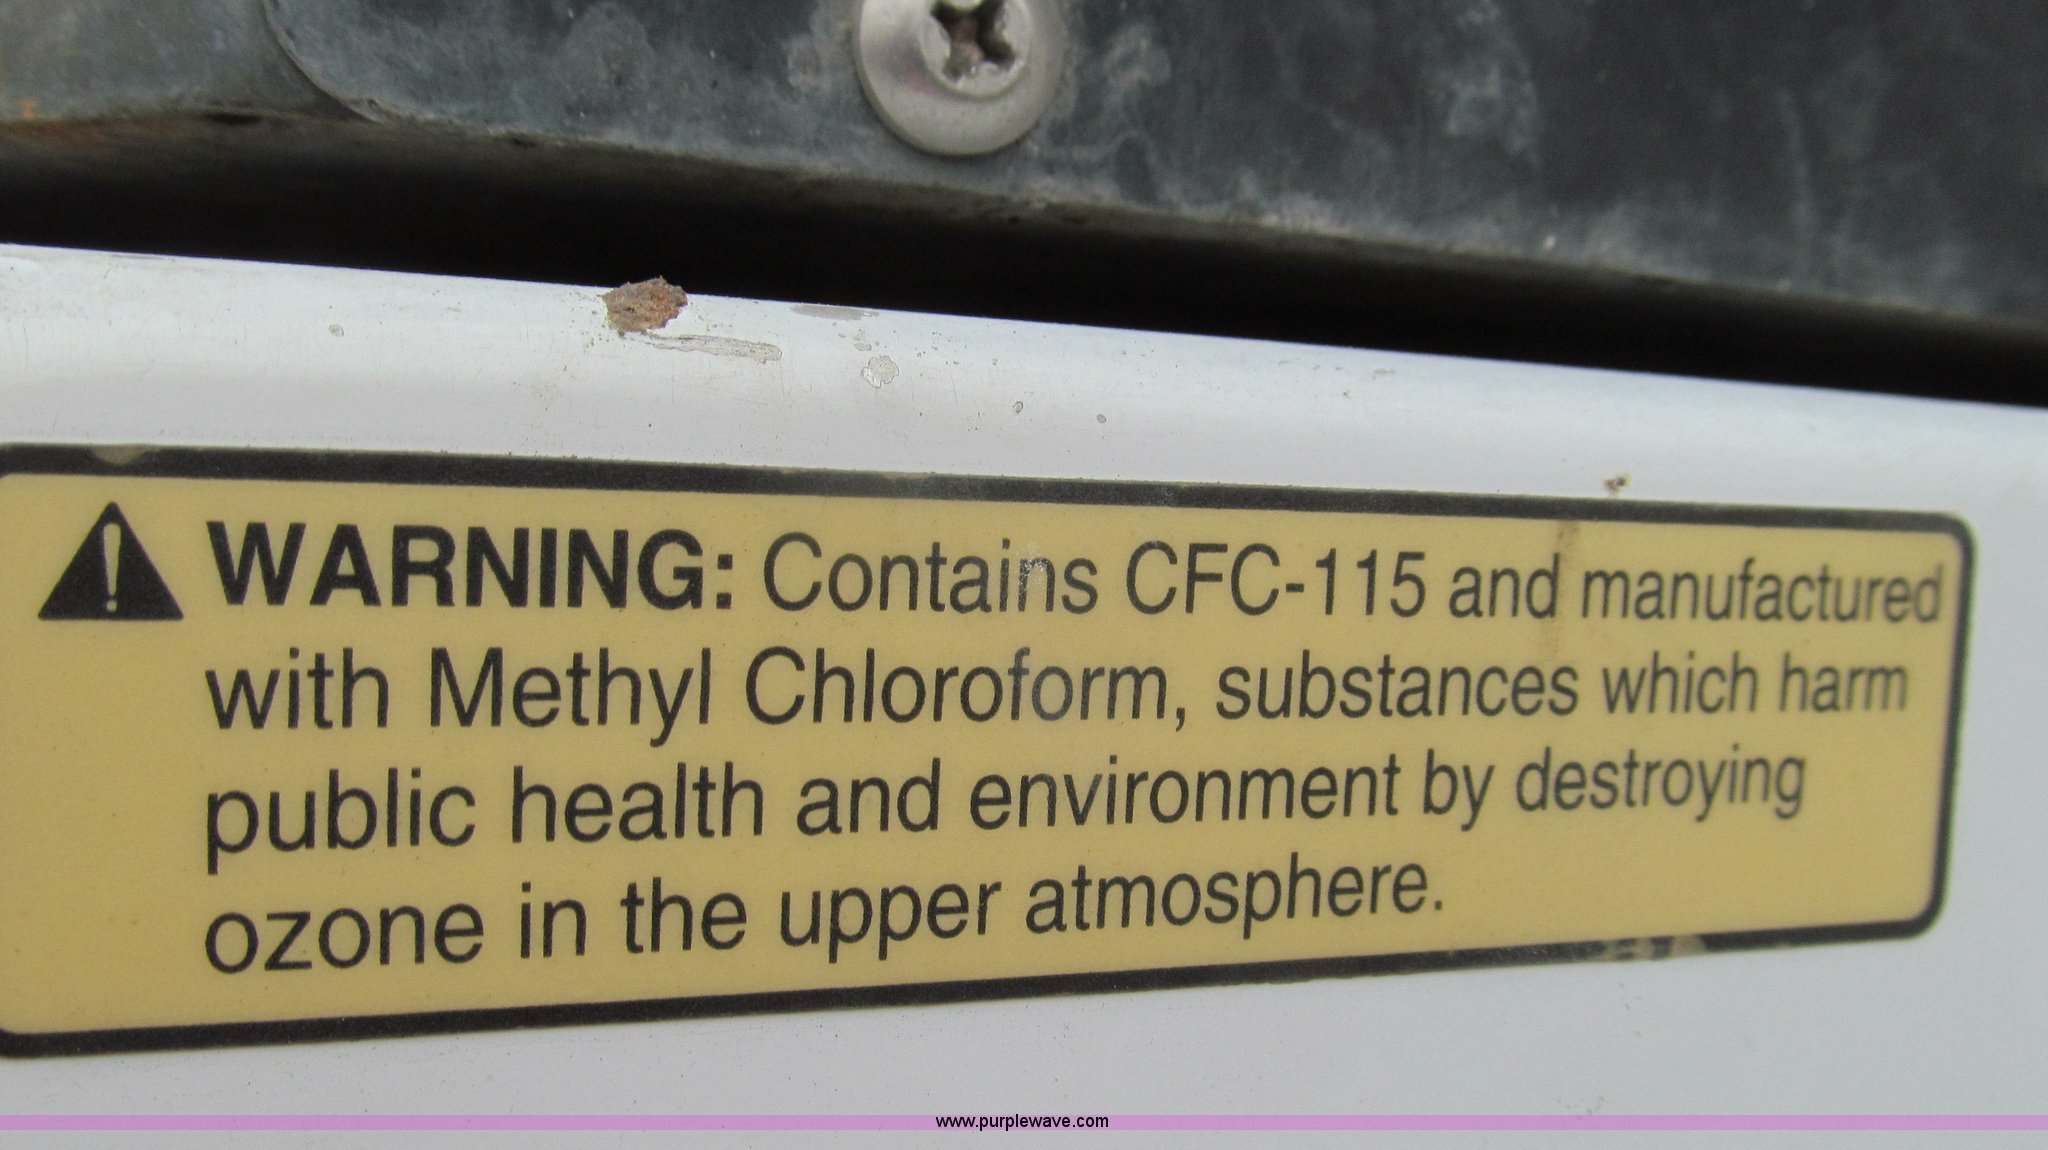 WARNING: Contains CFC-115 and manufactured
with Methyl Chloroform, substances which harm
public health and environment by destroying
ozone in the upper atmosphere.
www.purplewave.com